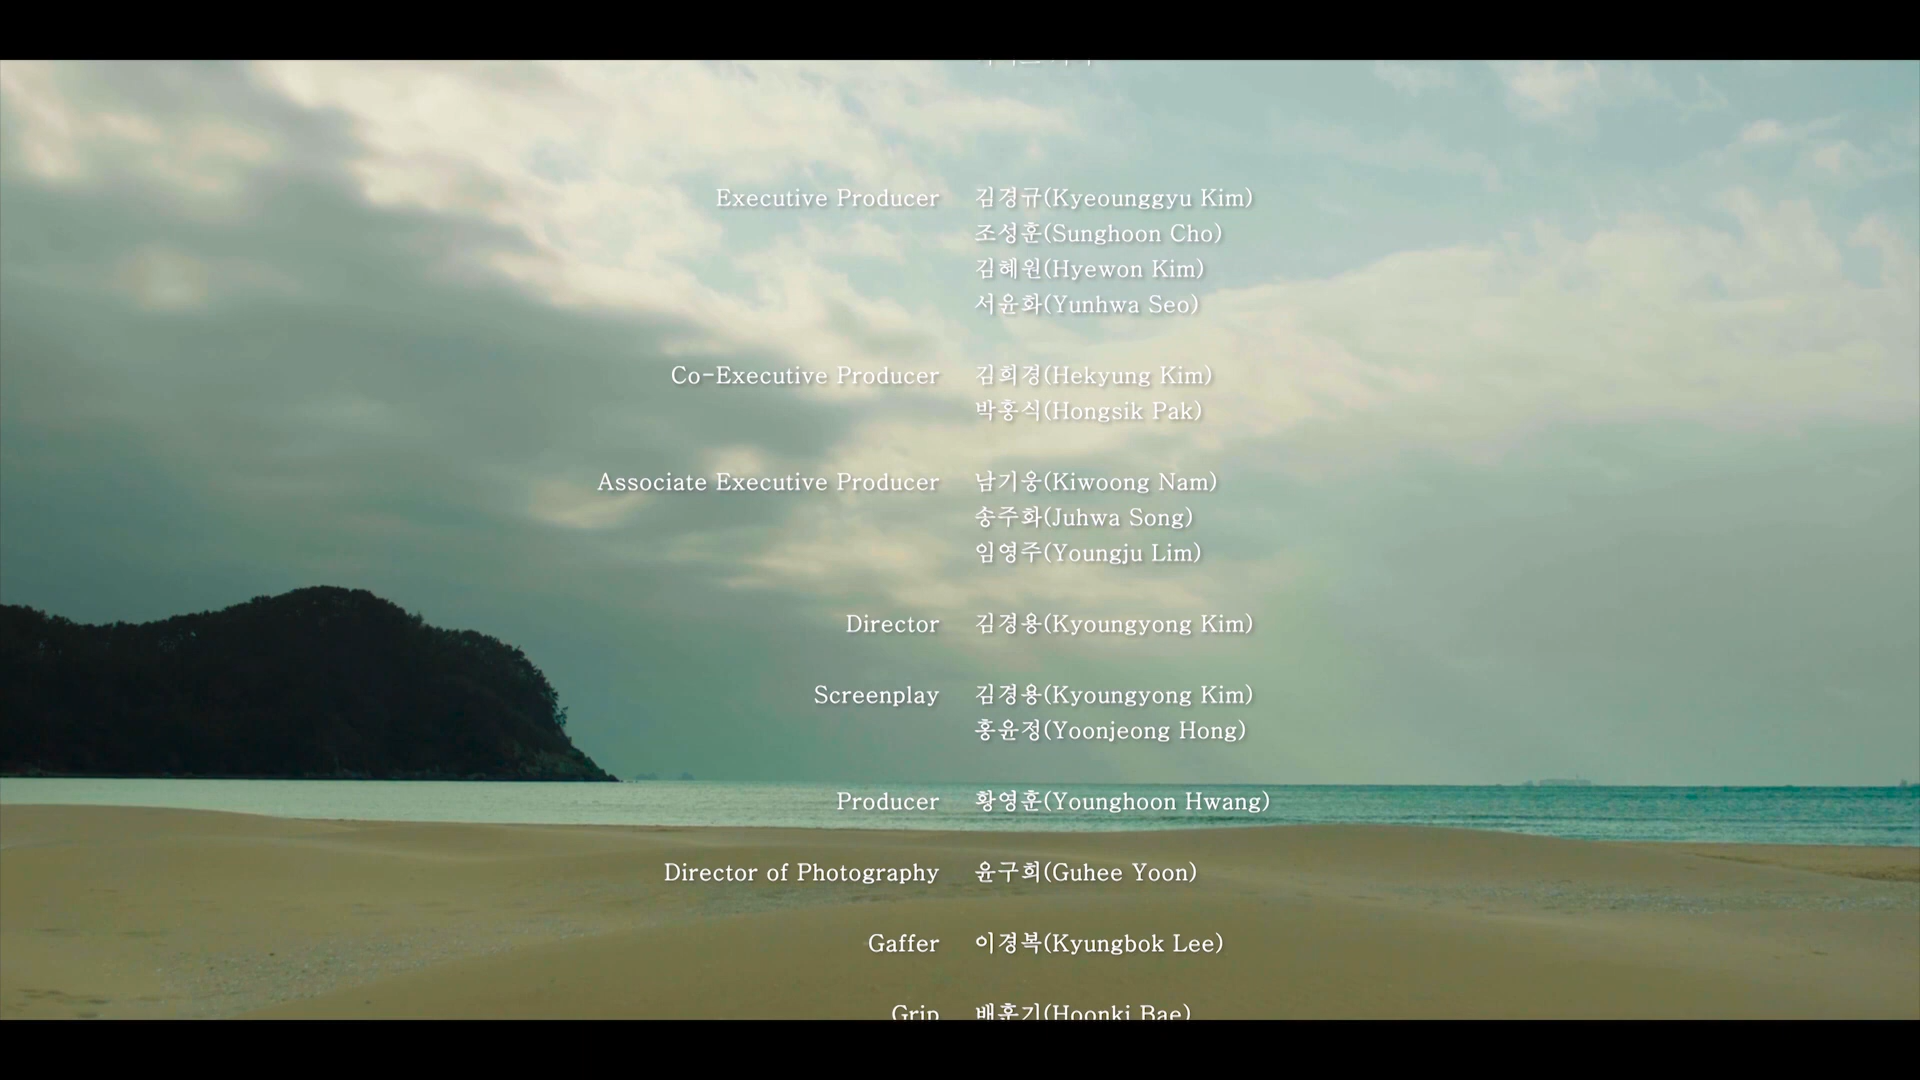 Executive Producer 김경규(Kyeounggyu Kim)
조성훈(Sunghoon Cho)
김혜원(Hyewon Kim)
서윤화(Yunhwa Seo)
Co-Executive Producer 김희경(Hekyung Kim)
박홍식(Hongsik Pak)
Associate Executive Producer 남기웅(Kiwoong Nam)
송주화(Juhwa Song)
임영주(Youngju Lim)
Director 김경용(Kyoungyong Kim)
Screenplay 김경용(Kyoungyong Kim)
홍윤정(Yoonjeong Hong)
Producer 황영훈(Younghoon Hwang)
Director of Photography 윤구희(Guhee Yoon)
Gaffer 이경복(Kyungbok Lee)
Grip 배훈기(Hoonki Bae)